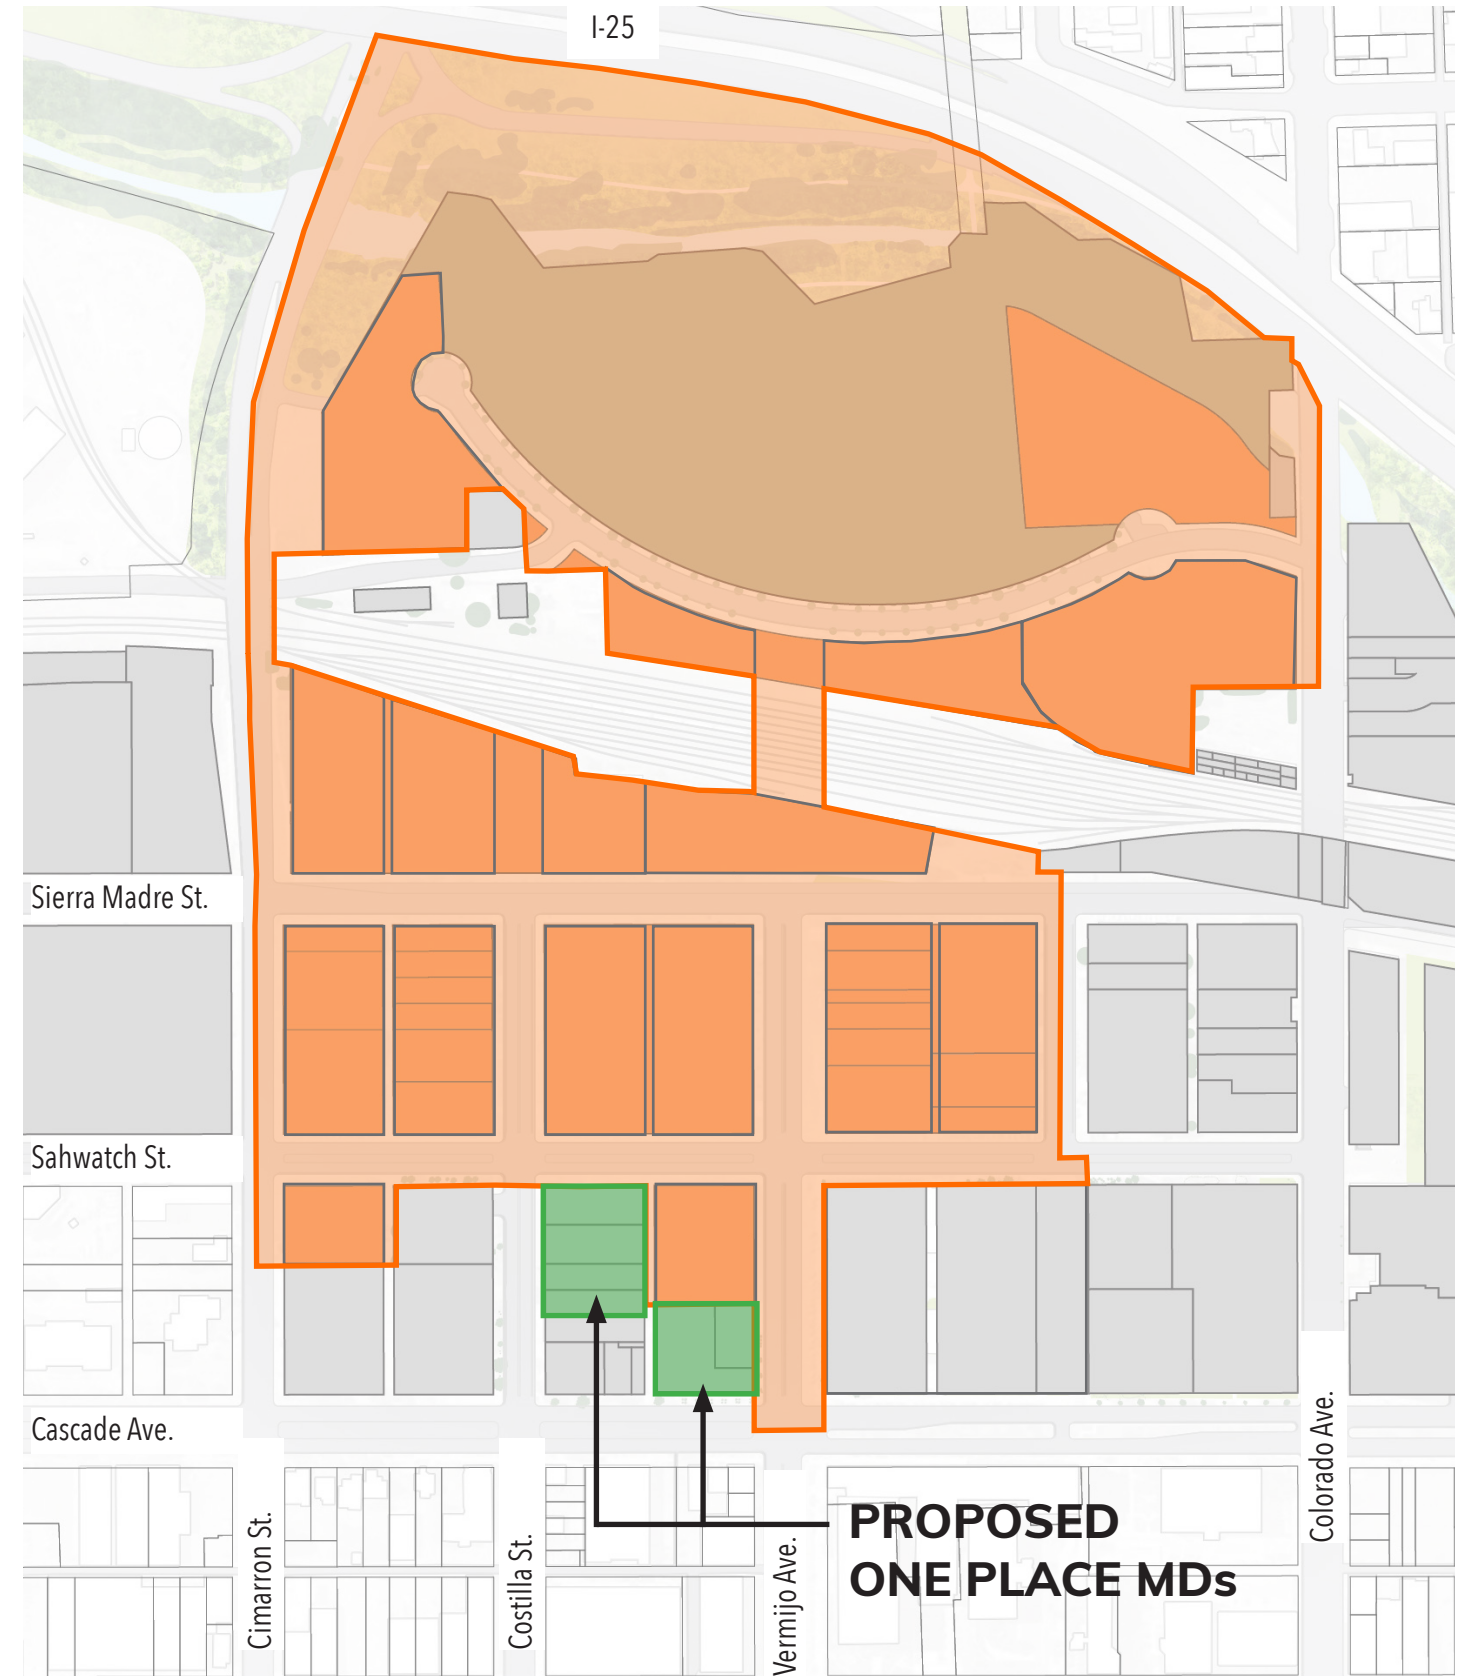 I-25
Sierra Madre St.
Sahwatch St.
Cascade Ave.
Cimarron St.
Costilla St.
Vermijo Ave.
Colorado Ave.
PROPOSED
ONE PLACE MDs